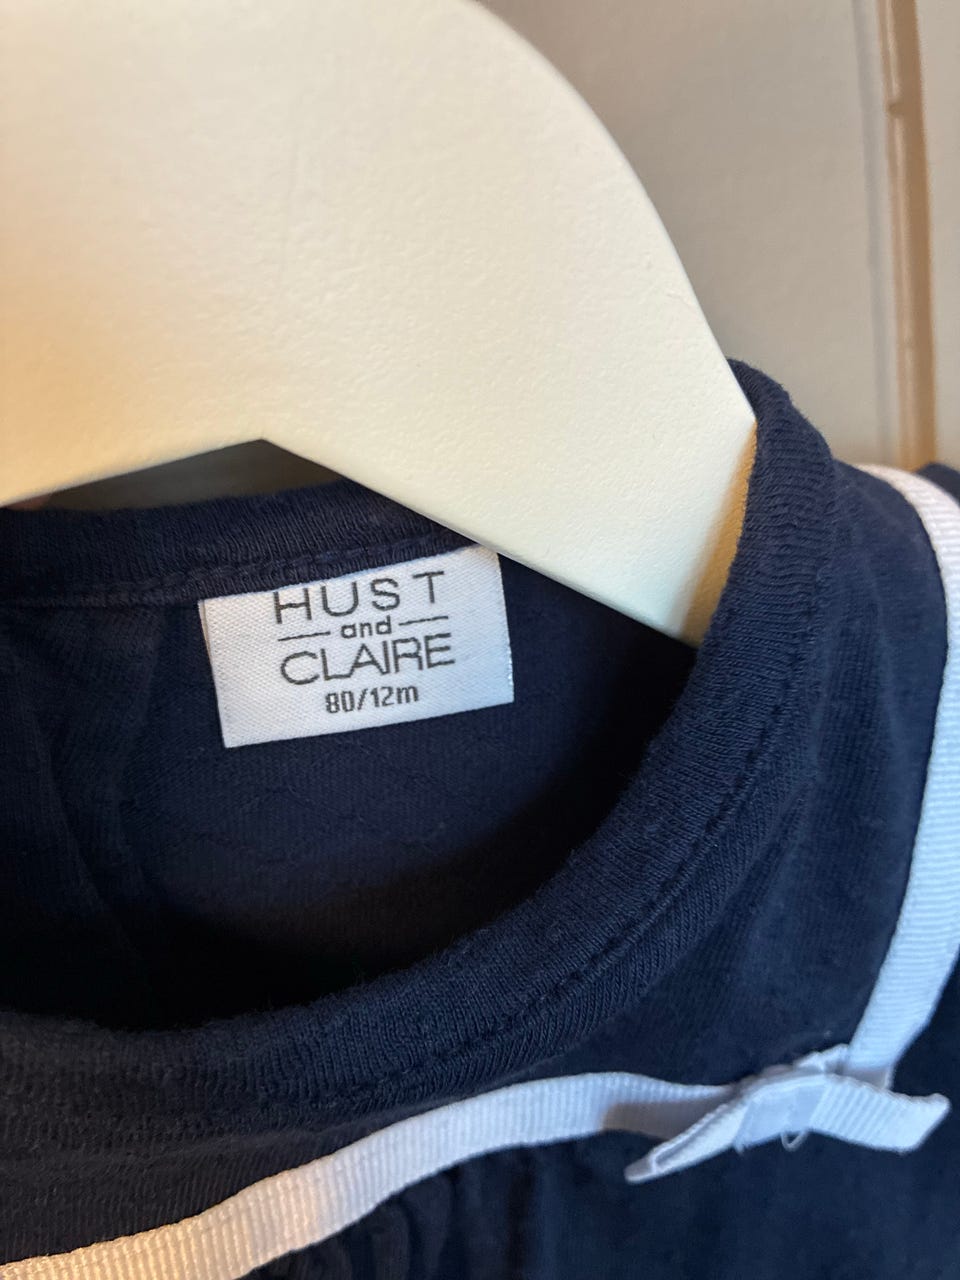 HUST
and
CLAIRE
80/12m